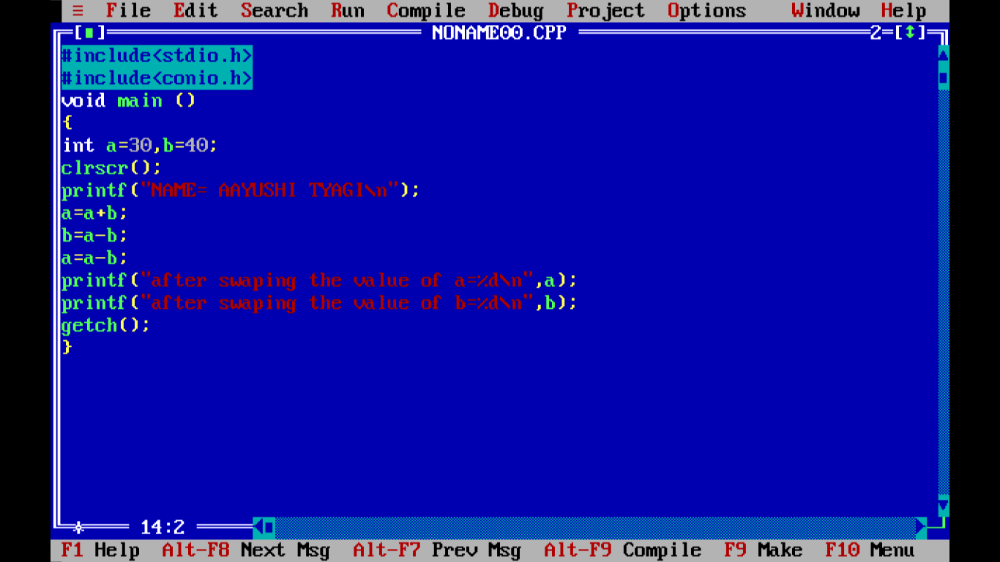 ≡ File Edit Search Run Compile Debug Project Options Window Help
[■] NONAME00.CPP 2=[↕]
#include<stdio.h>
#include<conio.h>
void main ()
{
int a=30,b=40;
clrscr();
printf("NAME= AAYUSHI TYAGI\n");
a=a+b;
b=a-b;
a=a-b;
printf("after swaping the value of a=%d\n",a);
printf("after swaping the value of b=%d\n",b);
getch();
}
14:2
F1 Help Alt-F8 Next Msg Alt-F7 Prev Msg Alt-F9 Compile F9 Make F10 Menu